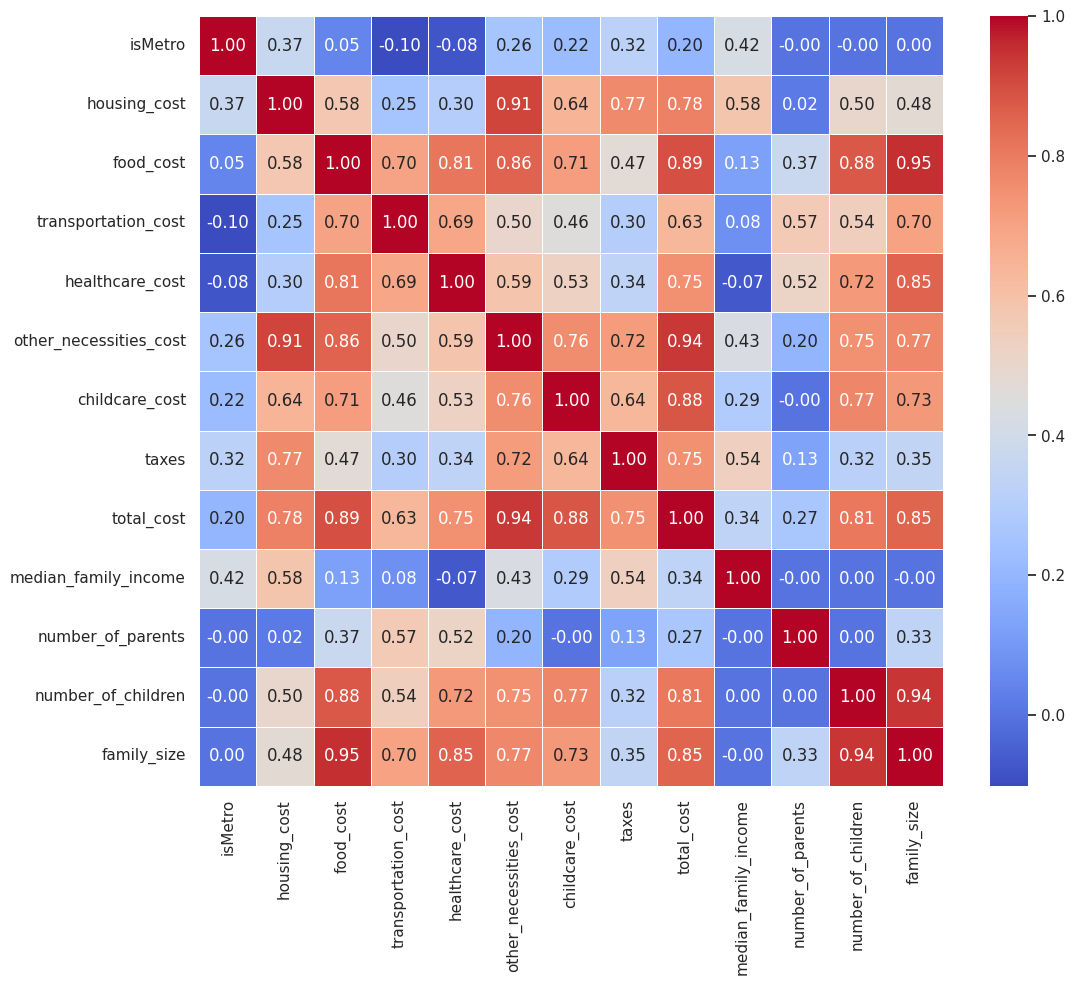 1.0
isMetro 1.00 0.37 0.05 -0.10 -0.08 0.26 0.22 0.32 0.20 0.42 -0.00 -0.00 0.00
housing_cost 0.37 1.00 0.58 0.25 0.30 0.91 0.64 0.77 0.78 0.58 0.02 0.50 0.48
food_cost 0.05 0.58 1.00 0.70 0.81 0.86 0.71 0.47 0.89 0.13 0.37 0.88 0.95
0.8
transportation_cost -0.10 0.25 0.70 1.00 0.69 0.50 0.46 0.30 0.63 0.08 0.57 0.54 0.70
healthcare_cost -0.08 0.30 0.81 0.69 1.00 0.59 0.53 0.34 0.75 -0.07 0.52 0.72 0.85
0.6
other_necessities_cost 0.26 0.91 0.86 0.50 0.59 1.00 0.76 0.72 0.94 0.43 0.20 0.75 0.77
childcare_cost 0.22 0.64 0.71 0.46 0.53 0.76 1.00 0.64 0.88 0.29 -0.00 0.77 0.73
0.4
taxes 0.32 0.77 0.47 0.30 0.34 0.72 0.64 1.00 0.75 0.54 0.13 0.32 0.35
total_cost 0.20 0.78 0.89 0.63 0.75 0.94 0.88 0.75 1.00 0.34 0.27 0.81 0.85
median_family_income 0.42 0.58 0.13 0.08 -0.07 0.43 0.29 0.54 0.34 1.00 -0.00 0.00 -0.00
0.2
number_of_parents -0.00 0.02 0.37 0.57 0.52 0.20 -0.00 0.13 0.27 -0.00 1.00 0.00 0.33
number_of_children -0.00 0.50 0.88 0.54 0.72 0.75 0.77 0.32 0.81 0.00 0.00 1.00 0.94
0.0
family_size 0.00 0.48 0.95 0.70 0.85 0.77 0.73 0.35 0.85 -0.00 0.33 0.94 1.00
isMetro
housing_cost
food_cost
transportation_cost
healthcare_cost
other_necessities_cost
childcare_cost
taxes
total_cost
median_family_income
number_of_parents
number_of_children
family_size